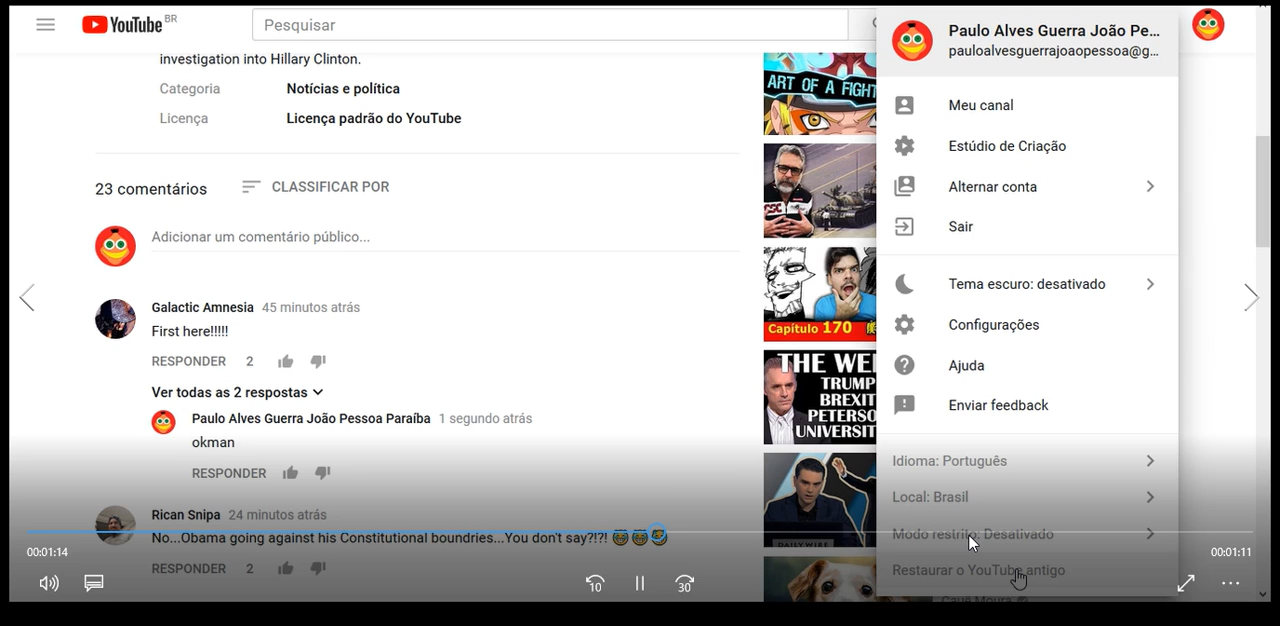 YouTube BR
Pesquisar
investigation into Hillary Clinton.
Categoria Notícias e política
Licença Licença padrão do YouTube
23 comentários CLASSIFICAR POR
Adicionar um comentário público...
Galactic Amnesia 45 minutos atrás
First here!!!!!
RESPONDER 2
Ver todas as 2 respostas
Paulo Alves Guerra João Pessoa Paraíba 1 segundo atrás
okman
RESPONDER
Rican Snipa 24 minutos atrás
No...Obama going against his Constitutional boundries...You don't say?!?! 
RESPONDER 2
ART OF A FIGHT
CSC
Capítulo 170
THE WE
TRUMP
BREXIT
PETERSO
UNIVERSIT
DAILYWIRE
Cauê Moura
Paulo Alves Guerra João Pe...
pauloalvesguerrajoaopessoa@g...
Meu canal
Estúdio de Criação
Alternar conta
Sair
Tema escuro: desativado
Configurações
Ajuda
Enviar feedback
Idioma: Português
Local: Brasil
Modo restrito: Desativado
Restaurar o YouTube antigo
00:01:14
00:01:11
10
30